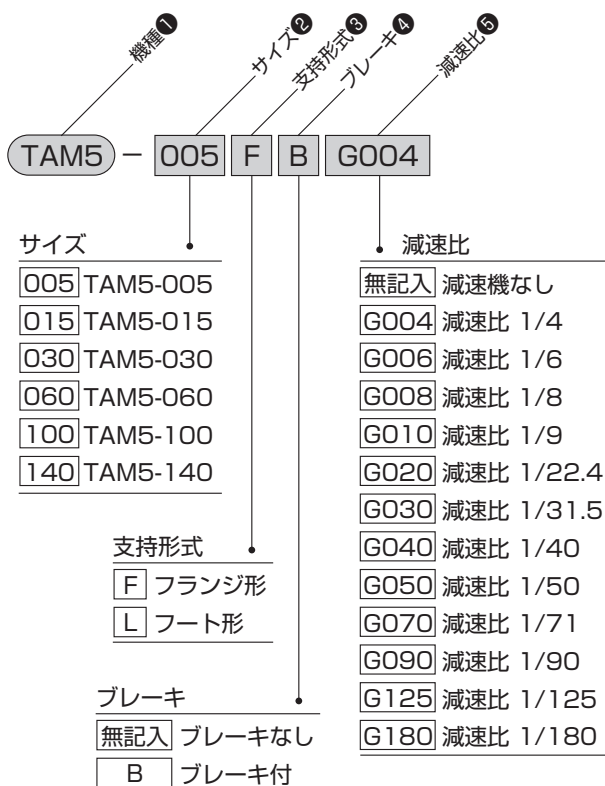 機種❶
サイズ❷
支持形式❸
ブレーキ❹
減速比❺
TAM5 － 005 F B G004
サイズ
005 TAM5-005
015 TAM5-015
030 TAM5-030
060 TAM5-060
100 TAM5-100
140 TAM5-140
支持形式
F フランジ形
L フート形
ブレーキ
無記入 ブレーキなし
B ブレーキ付
減速比
無記入 減速機なし
G004 減速比 1/4
G006 減速比 1/6
G008 減速比 1/8
G010 減速比 1/9
G020 減速比 1/22.4
G030 減速比 1/31.5
G040 減速比 1/40
G050 減速比 1/50
G070 減速比 1/71
G090 減速比 1/90
G125 減速比 1/125
G180 減速比 1/180